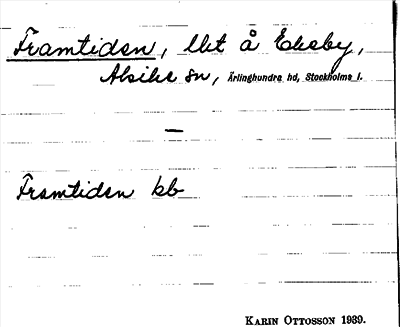 Framtiden, lht å Ekeby,
Alsike sn, Ärlinghundra hd, Stockholms l.
—
Framtiden kb
KARIN OTTOSSON 1939.